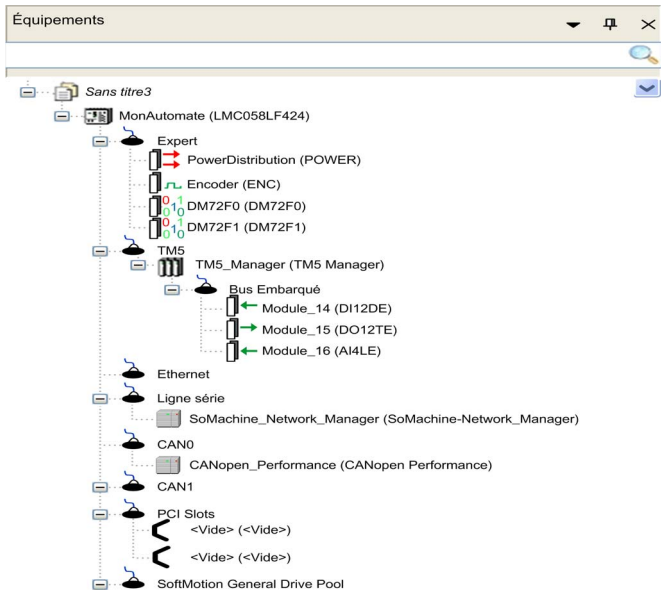 Équipements
Sans titre3
MonAutomate (LMC058LF424)
Expert
PowerDistribution (POWER)
Encoder (ENC)
DM72F0 (DM72F0)
DM72F1 (DM72F1)
TM5
TM5_Manager (TM5 Manager)
Bus Embarqué
Module_14 (DI12DE)
Module_15 (DO12TE)
Module_16 (AI4LE)
Ethernet
Ligne série
SoMachine_Network_Manager (SoMachine-Network_Manager)
CAN0
CANopen_Performance (CANopen Performance)
CAN1
PCI Slots
<Vide> (<Vide>)
<Vide> (<Vide>)
SoftMotion General Drive Pool